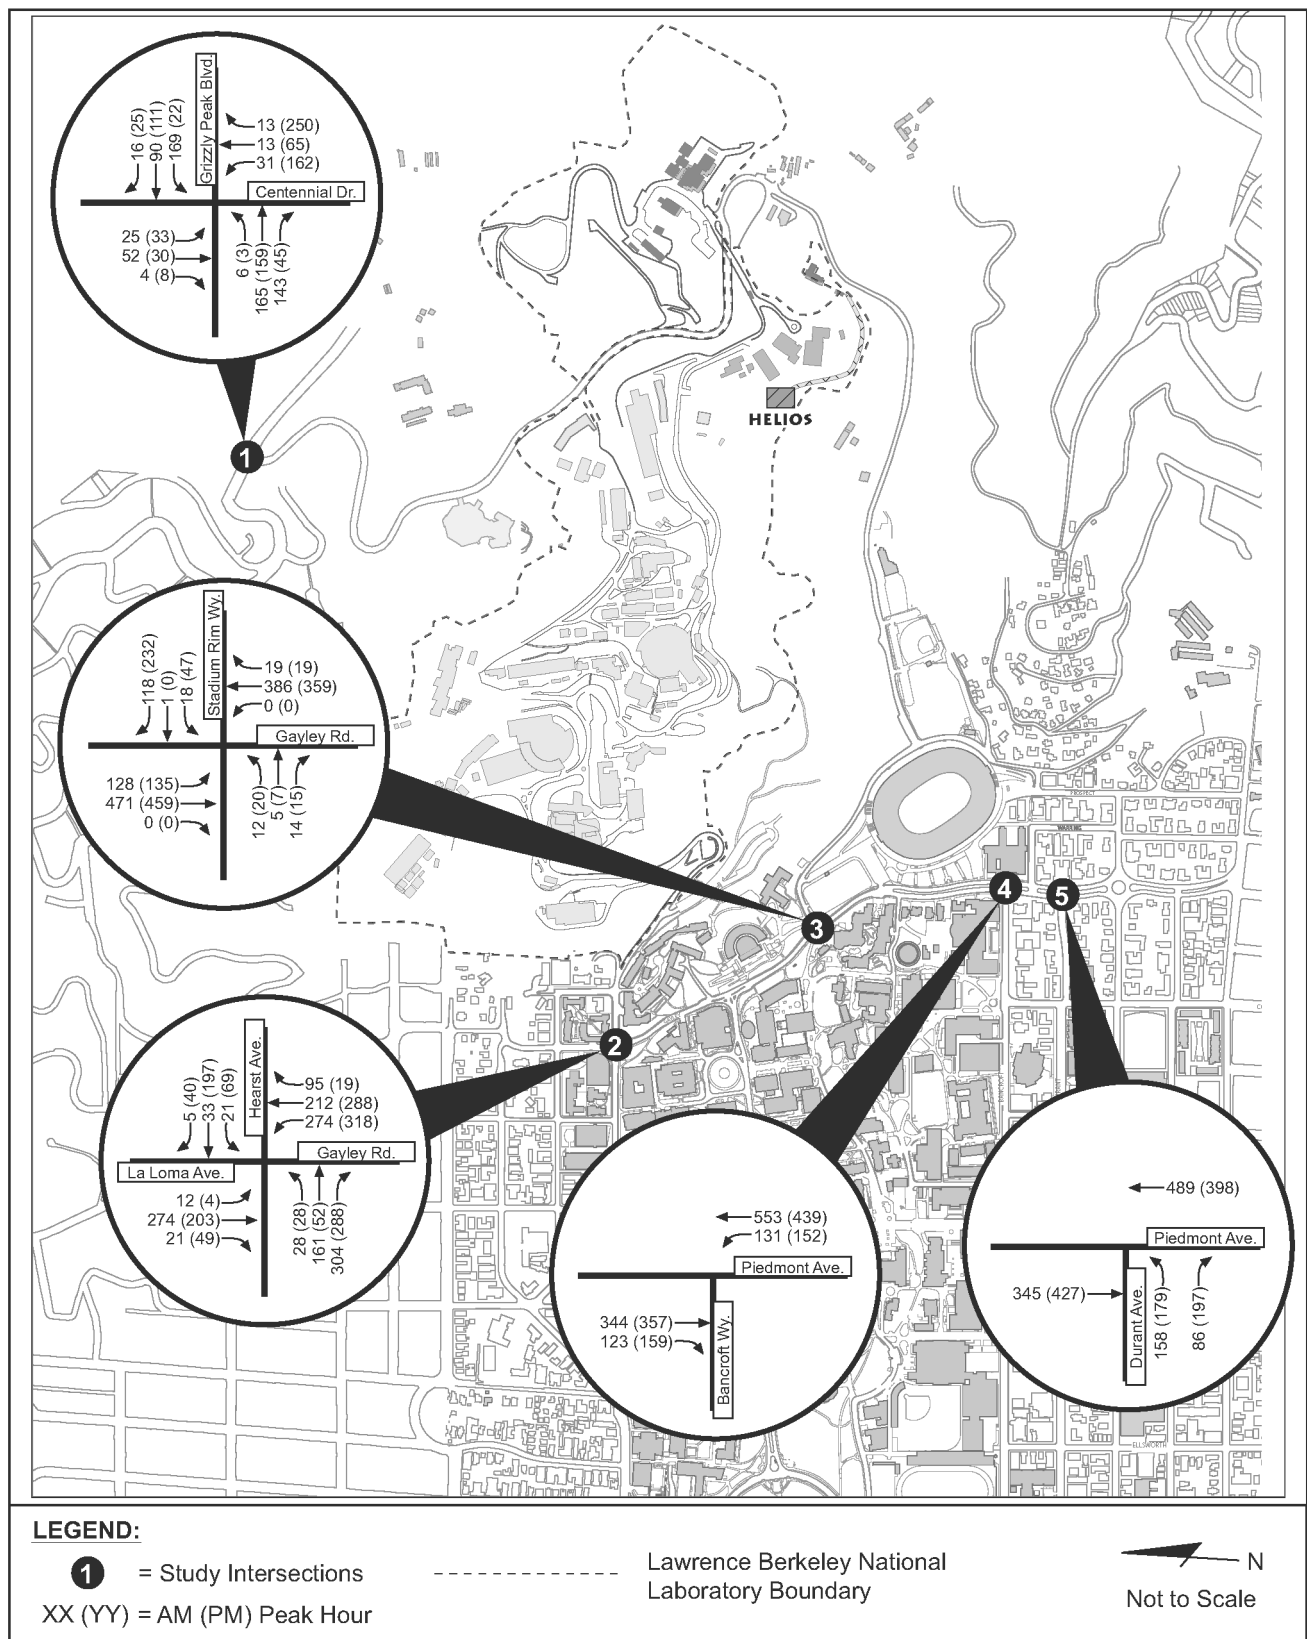 Grizzly Peak Blvd.
16 (25)
90 (111)
169 (22)
13 (250)
13 (65)
31 (162)
Centennial Dr.
25 (33)
52 (30)
4 (8)
6 (3)
165 (159)
143 (45)
1
HELIOS
Stadium Rim Wy.
118 (232)
1 (0)
18 (47)
19 (19)
386 (359)
0 (0)
Gayley Rd.
128 (135)
471 (459)
0 (0)
12 (20)
5 (7)
14 (15)
PROSPECT
WARRING
3
4
5
2
Hearst Ave.
5 (40)
33 (197)
21 (69)
95 (19)
212 (288)
274 (318)
Gayley Rd.
La Loma Ave.
12 (4)
274 (203)
21 (49)
28 (28)
161 (52)
304 (288)
553 (439)
131 (152)
Piedmont Ave.
344 (357)
123 (159)
Bancroft Wy.
489 (398)
Piedmont Ave.
345 (427)
Durant Ave.
158 (179)
86 (197)
ELLSWORTH
LEGEND:
1 = Study Intersections
XX (YY) = AM (PM) Peak Hour
Lawrence Berkeley National
Laboratory Boundary
N
Not to Scale